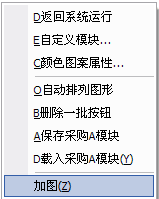 D返回系统运行
E自定义模块...
C颜色图案属性...
O自动排列图形
B删除一批按钮
A保存采购A模块
D载入采购A模块(Y)
加图(Z)